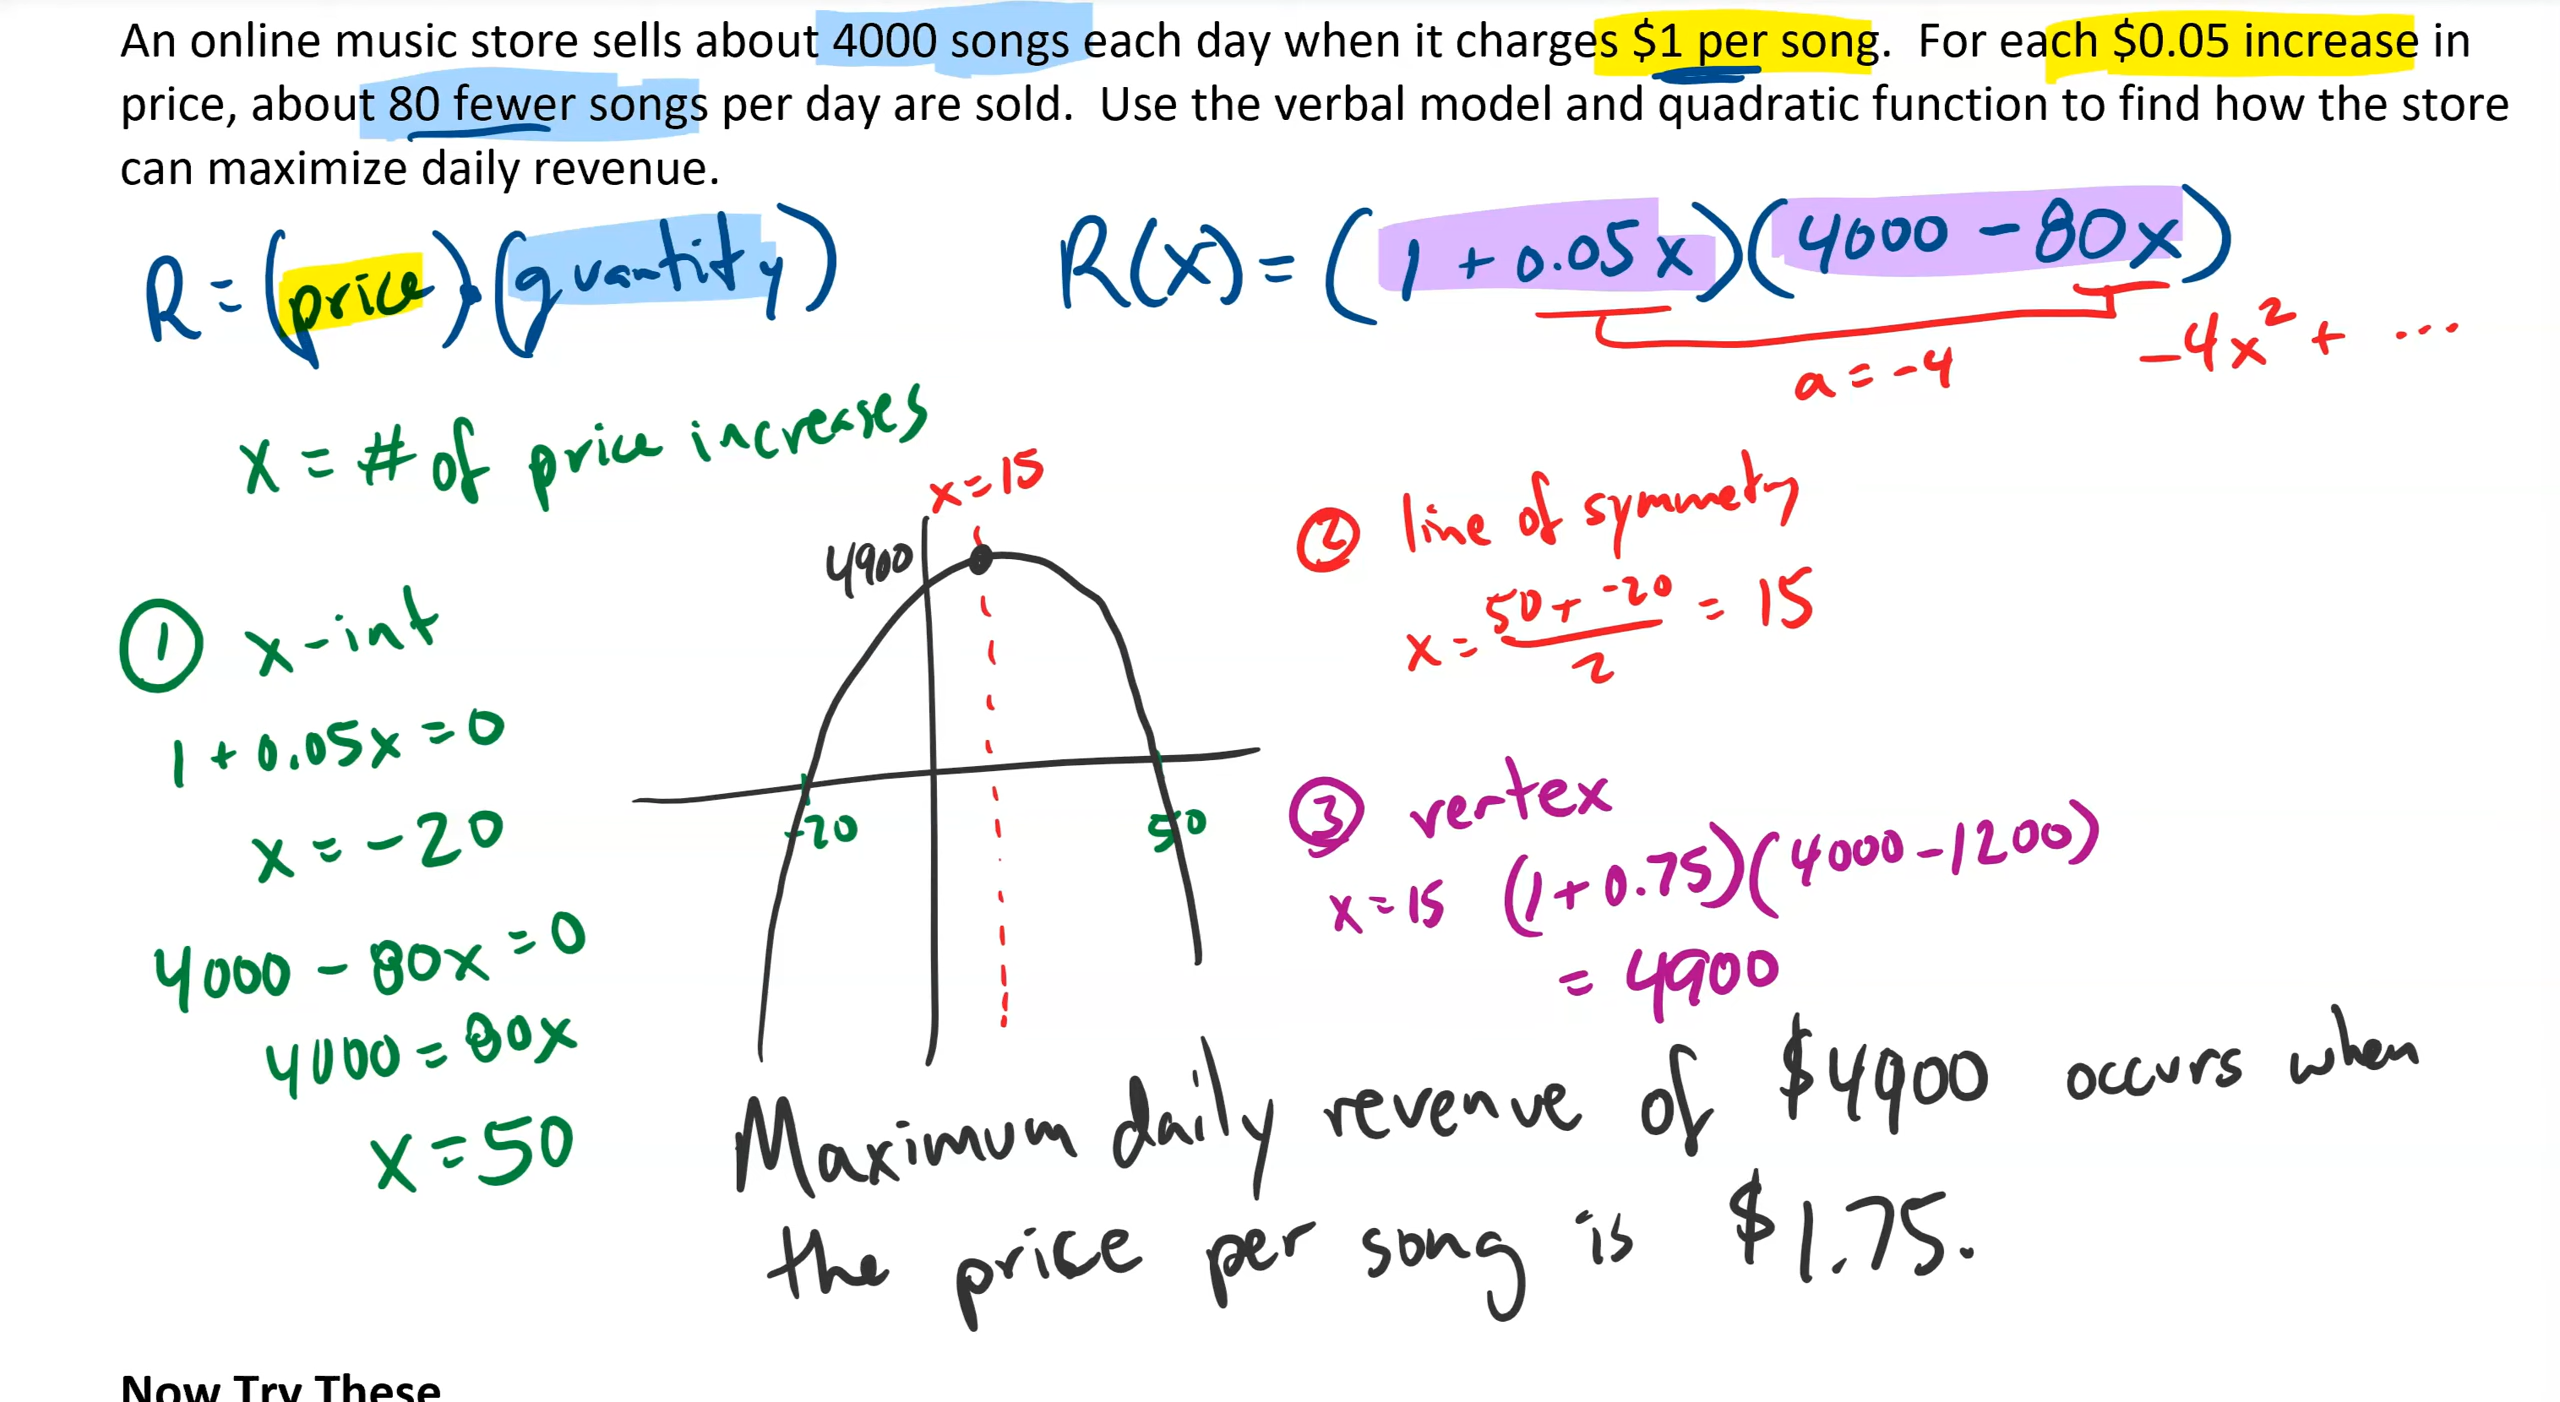 An online music store sells about 4000 songs each day when it charges $1 per song. For each $0.05 increase in
price, about 80 fewer songs per day are sold. Use the verbal model and quadratic function to find how the store
can maximize daily revenue.
R = (price)·(quantity)
R(x) = (1 + 0.05x)(4000 - 80x)
a = -4
-4x² + ...
x = # of price increases
x = 15
4900
-20
50
① x-int
1 + 0.05x = 0
x = -20
4000 - 80x = 0
4000 = 80x
x = 50
② line of symmety
x = (50 + -20)/2 = 15
③ vertex
x = 15 (1 + 0.75)(4000 - 1200)
= 4900
Maximum daily revenue of $4900 occurs when
the price per song is $1.75.
Now Try These